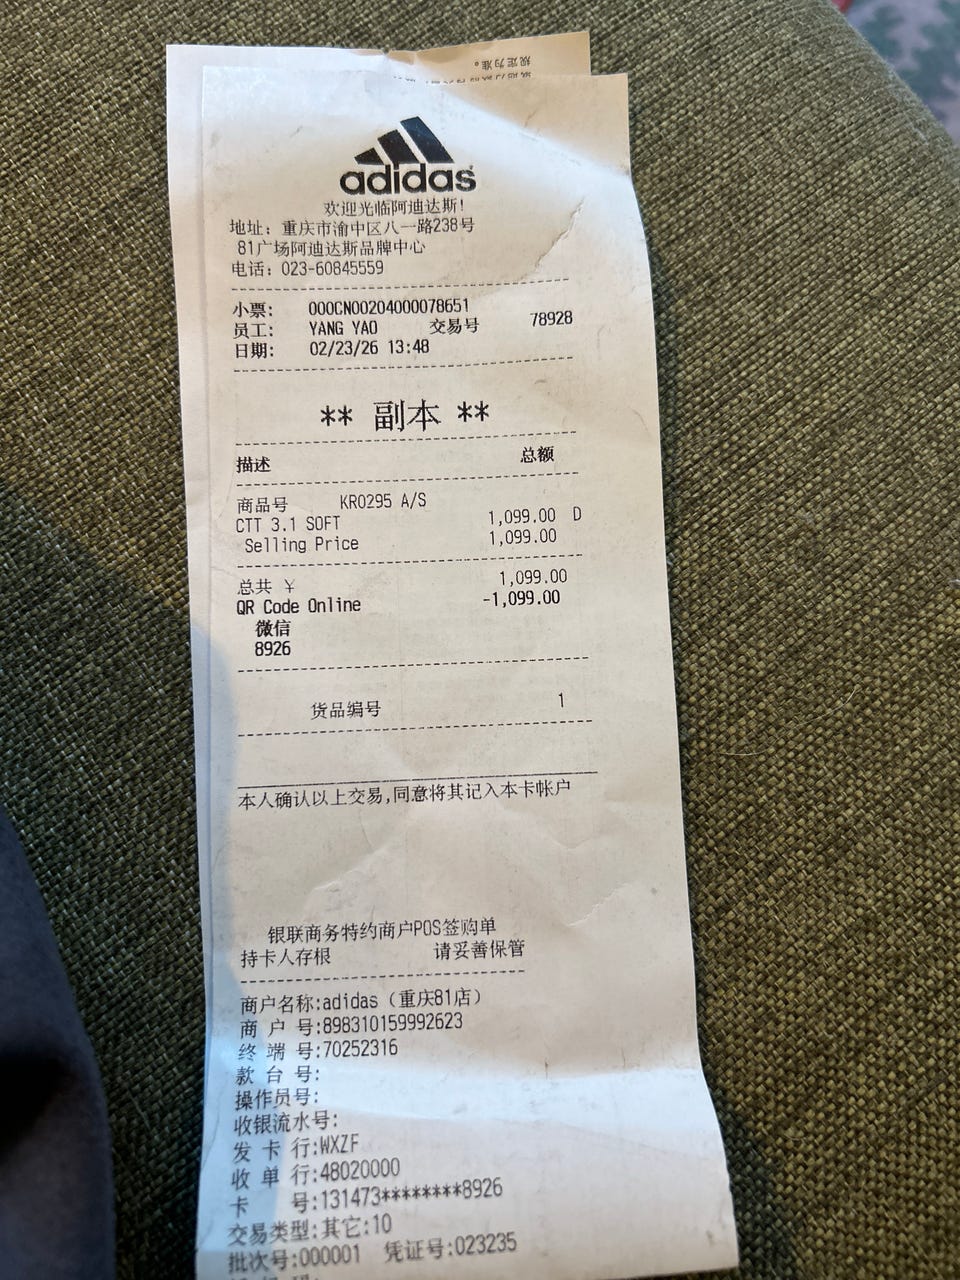 规定为准。
adidas
欢迎光临阿迪达斯!
地址: 重庆市渝中区八一路238号
81广场阿迪达斯品牌中心
电话: 023-60845559
小票: 000CN00204000078651
员工: YANG YAO 交易号 78928
日期: 02/23/26 13:48
** 副本 **
描述 总额
商品号 KR0295 A/S
CTT 3.1 SOFT 1,099.00 D
Selling Price 1,099.00
总共 ¥ 1,099.00
QR Code Online -1,099.00
微信
8926
货品编号 1
本人确认以上交易,同意将其记入本卡帐户
银联商务特约商户POS签购单
持卡人存根 请妥善保管
商户名称:adidas（重庆81店）
商 户 号:898310159992623
终 端 号:70252316
款 台 号:
操作员号:
收银流水号:
发 卡 行:WXZF
收 单 行:48020000
卡 号:131473********8926
交易类型:其它:10
批次号:000001 凭证号:023235